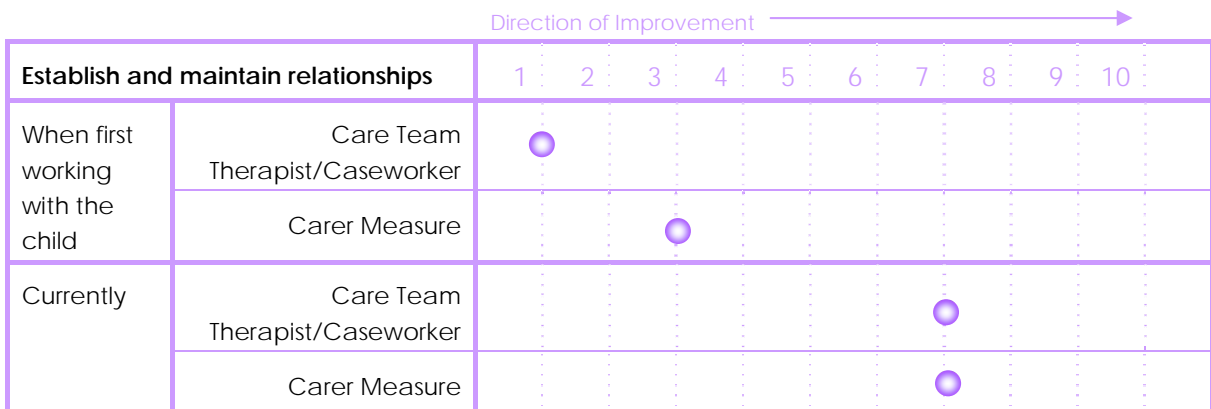 Direction of Improvement
Establish and maintain relationships 1 2 3 4 5 6 7 8 9 10
When first
working
with the
child
Care Team
Therapist/Caseworker
Carer Measure
Currently
Care Team
Therapist/Caseworker
Carer Measure